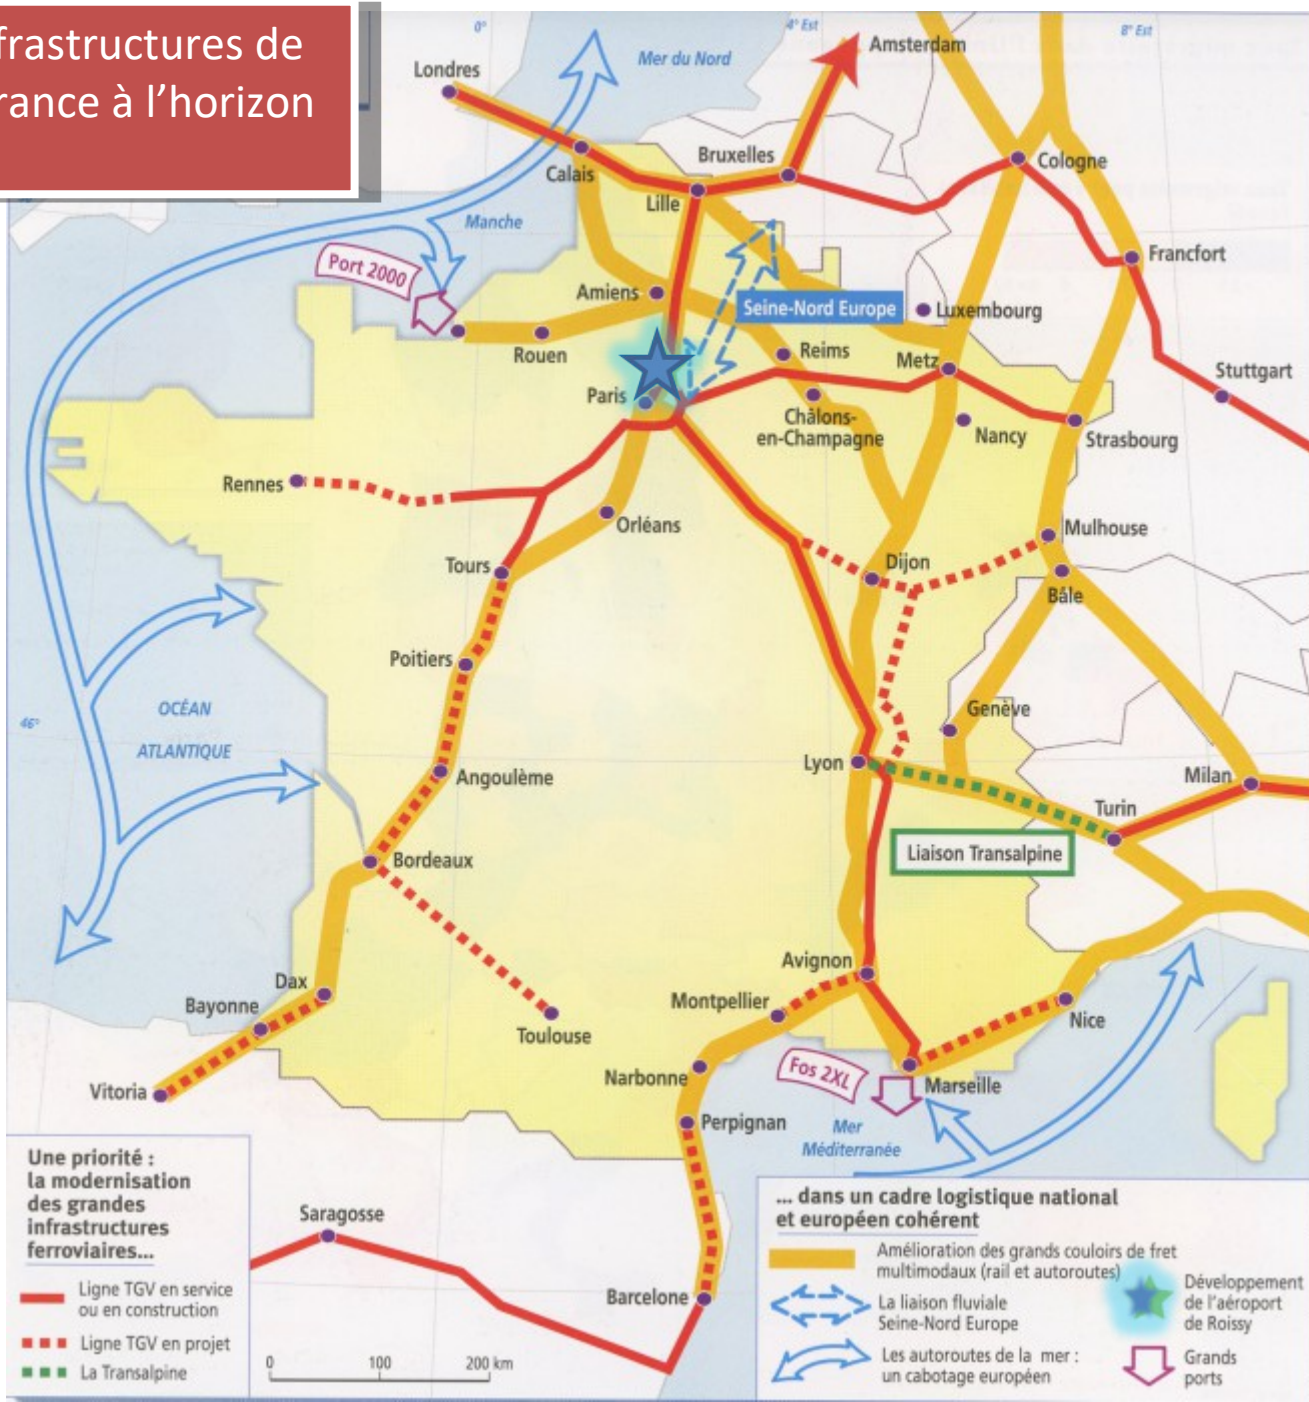 frastructures de
rance à l'horizon
0°
4° Est
8° Est
Mer du Nord
Amsterdam
Londres
Bruxelles
Cologne
Calais
Lille
Manche
Francfort
Port 2000
Amiens
Seine-Nord Europe
Luxembourg
Rouen
Reims
Metz
Stuttgart
Paris
Châlons-
en-Champagne
Nancy
Strasbourg
Rennes
Orléans
Mulhouse
Tours
Dijon
Bâle
Poitiers
OCÉAN
ATLANTIQUE
46°
Genève
Angoulème
Lyon
Milan
Turin
Bordeaux
Liaison Transalpine
Avignon
Dax
Bayonne
Montpellier
Nice
Toulouse
Narbonne
Fos 2XL
Marseille
Vitoria
Perpignan
Mer
Méditerranée
Saragosse
Barcelone
Une priorité :
la modernisation
des grandes
infrastructures
ferroviaires...
Ligne TGV en service
ou en construction
Ligne TGV en projet
La Transalpine
0 100 200 km
... dans un cadre logistique national
et européen cohérent
Amélioration des grands couloirs de fret
multimodaux (rail et autoroutes)
La liaison fluviale
Seine-Nord Europe
Les autoroutes de la mer :
un cabotage européen
Développement
de l'aéroport
de Roissy
Grands
ports